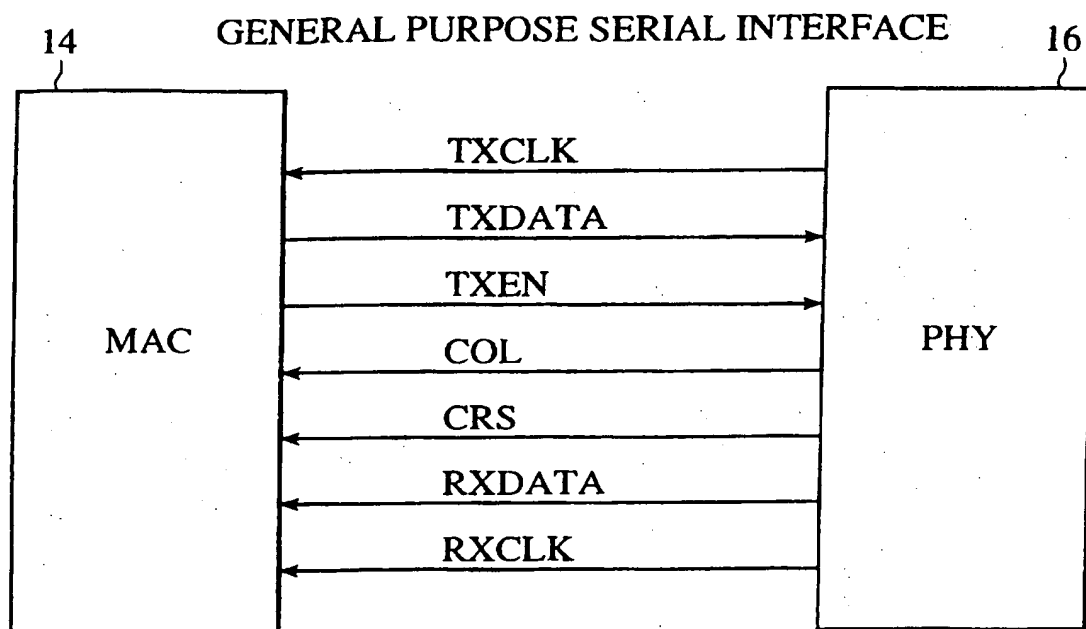 GENERAL PURPOSE SERIAL INTERFACE
14
16
TXCLK
TXDATA
TXEN
MAC
PHY
COL
CRS
RXDATA
RXCLK